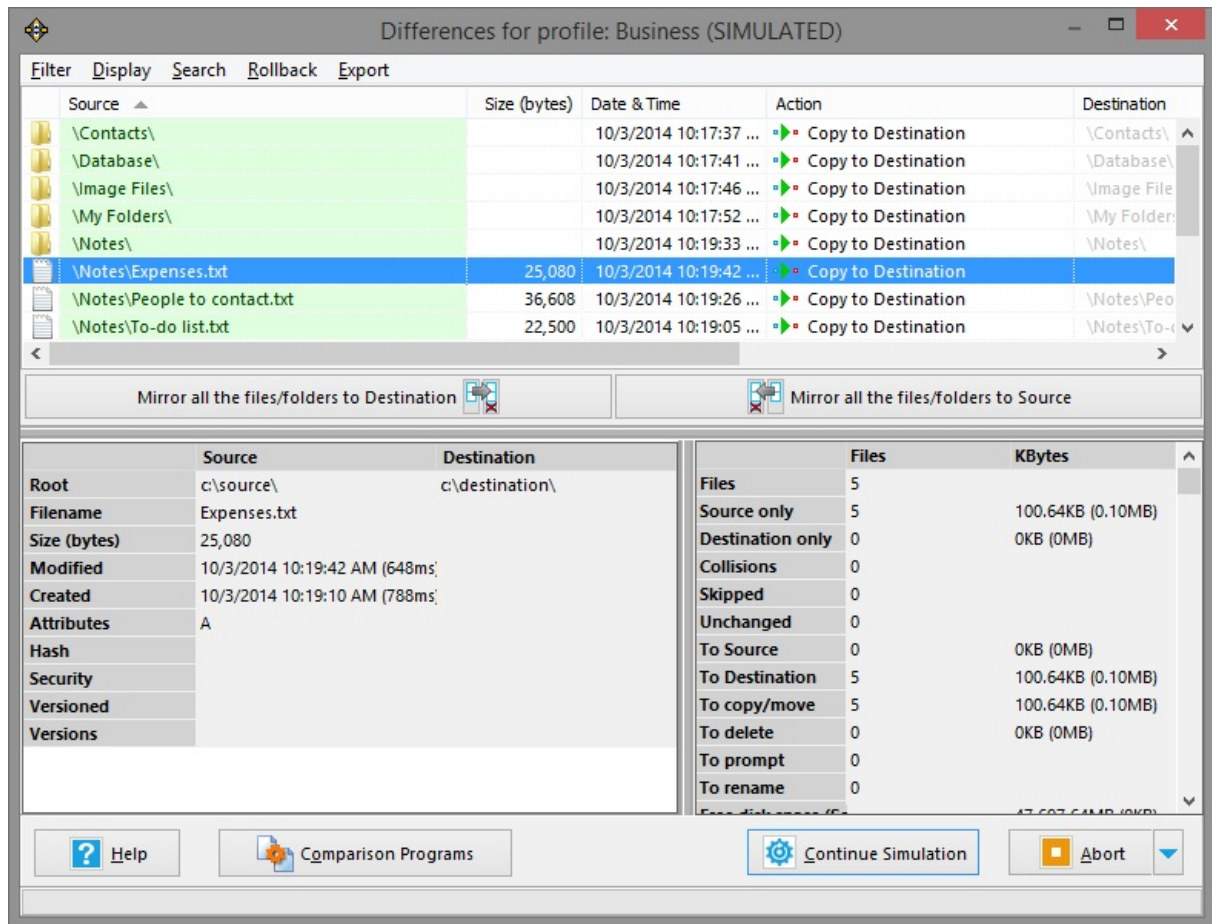 Differences for profile: Business (SIMULATED)
Filter Display Search Rollback Export
Source Size (bytes) Date & Time Action Destination
\Contacts\ 10/3/2014 10:17:37 ... Copy to Destination \Contacts\
\Database\ 10/3/2014 10:17:41 ... Copy to Destination \Database\
\Image Files\ 10/3/2014 10:17:46 ... Copy to Destination \Image File
\My Folders\ 10/3/2014 10:17:52 ... Copy to Destination \My Folder
\Notes\ 10/3/2014 10:19:33 ... Copy to Destination \Notes\
\Notes\Expenses.txt 25,080 10/3/2014 10:19:42 ... Copy to Destination
\Notes\People to contact.txt 36,608 10/3/2014 10:19:26 ... Copy to Destination \Notes\Peo
\Notes\To-do list.txt 22,500 10/3/2014 10:19:05 ... Copy to Destination \Notes\To-
Mirror all the files/folders to Destination Mirror all the files/folders to Source
Source Destination
Root c:\source\ c:\destination\
Filename Expenses.txt
Size (bytes) 25,080
Modified 10/3/2014 10:19:42 AM (648ms)
Created 10/3/2014 10:19:10 AM (788ms)
Attributes A
Hash
Security
Versioned
Versions
Files KBytes
Files 5
Source only 5 100.64KB (0.10MB)
Destination only 0 0KB (0MB)
Collisions 0
Skipped 0
Unchanged 0
To Source 0 0KB (0MB)
To Destination 5 100.64KB (0.10MB)
To copy/move 5 100.64KB (0.10MB)
To delete 0 0KB (0MB)
To prompt 0
To rename 0
Help Comparison Programs Continue Simulation Abort